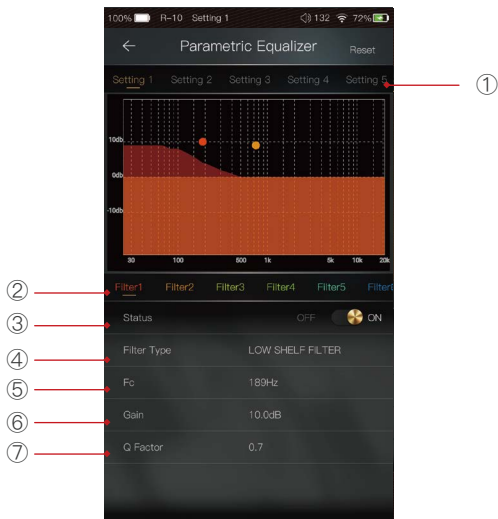 100% R-10 Setting 1 132 72%
Parametric Equalizer Reset
Setting 1 Setting 2 Setting 3 Setting 4 Setting 5
①
10db
0db
-10db
30 100 500 1k 5k 10k 20k
② Filter1 Filter2 Filter3 Filter4 Filter5
③ Status OFF ON
④ Filter Type LOW SHELF FILTER
⑤ Fc 189Hz
⑥ Gain 10.0dB
⑦ Q Factor 0.7